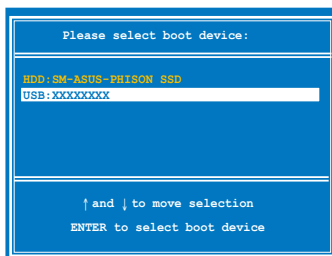 Please select boot device:
HDD:SM-ASUS-PHISON SSD
USB:XXXXXXXX
↑and ↓to move selection
ENTER to select boot device